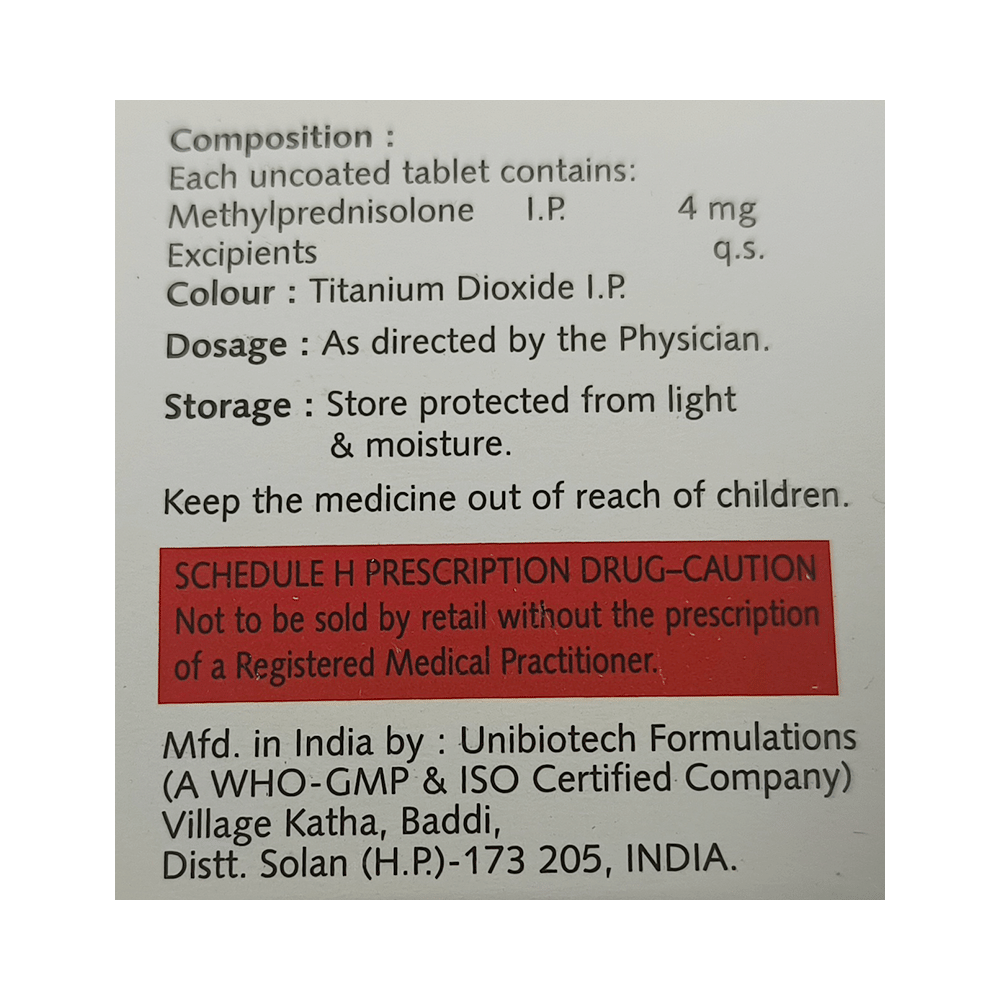 Composition :
Each uncoated tablet contains:
Methylprednisolone I.P. 4 mg
Excipients q.s.
Colour : Titanium Dioxide I.P.
Dosage : As directed by the Physician.
Storage : Store protected from light
& moisture.
Keep the medicine out of reach of children.
SCHEDULE H PRESCRIPTION DRUG–CAUTION
Not to be sold by retail without the prescription
of a Registered Medical Practitioner.
Mfd. in India by : Unibiotech Formulations
(A WHO-GMP & ISO Certified Company)
Village Katha, Baddi,
Distt. Solan (H.P.)-173 205, INDIA.